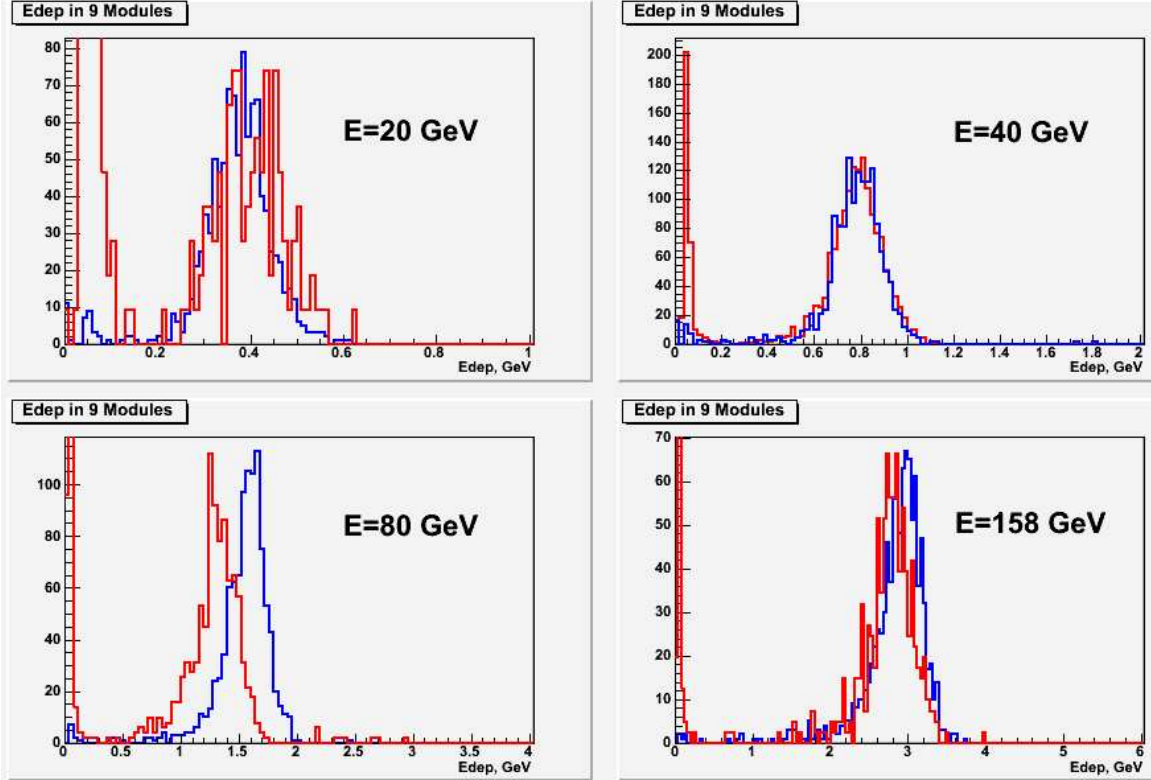 Edep in 9 Modules
80
70
60
50
40
30
20
10
0
E=20 GeV
0 0.2 0.4 0.6 0.8 1
Edep, GeV
Edep in 9 Modules
200
180
160
140
120
100
80
60
40
20
0
E=40 GeV
0 0.2 0.4 0.6 0.8 1 1.2 1.4 1.6 1.8 2
Edep, GeV
Edep in 9 Modules
100
80
60
40
20
0
E=80 GeV
0 0.5 1 1.5 2 2.5 3 3.5 4
Edep, GeV
Edep in 9 Modules
70
60
50
40
30
20
10
0
E=158 GeV
0 1 2 3 4 5 6
Edep, GeV